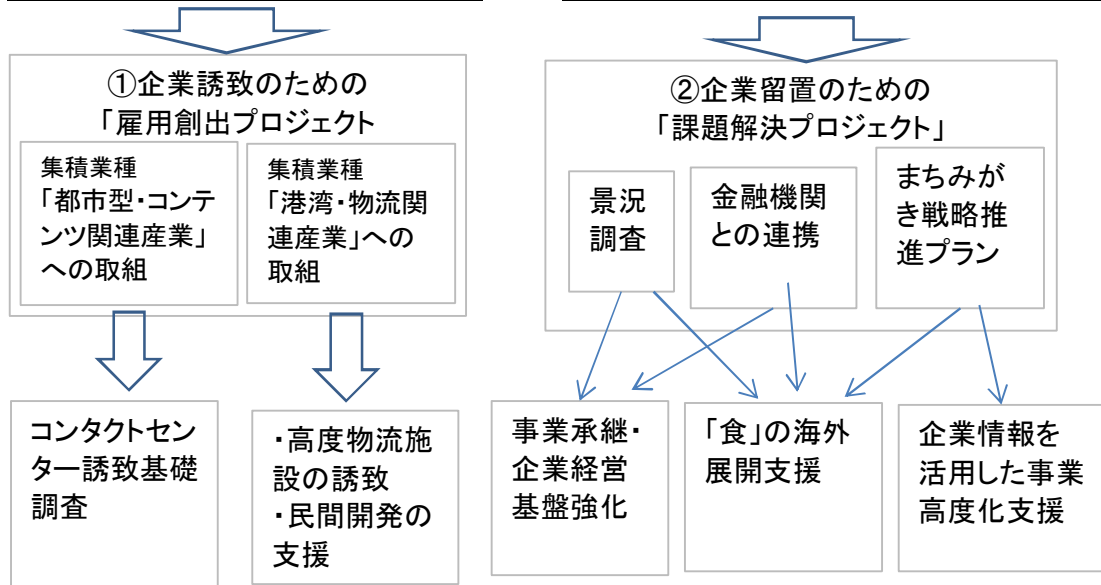 ①企業誘致のための
「雇用創出プロジェクト
集積業種
「都市型・コンテ
ンツ関連産業」
への取組
集積業種
「港湾・物流関
連産業」への
取組
コンタクトセン
ター誘致基礎
調査
・高度物流施
設の誘致
・民間開発の
支援
②企業留置のための
「課題解決プロジェクト」
景況
調査
金融機関
との連携
まちみが
き戦略推
進プラン
事業承継・
企業経営
基盤強化
「食」の海外
展開支援
企業情報を
活用した事業
高度化支援